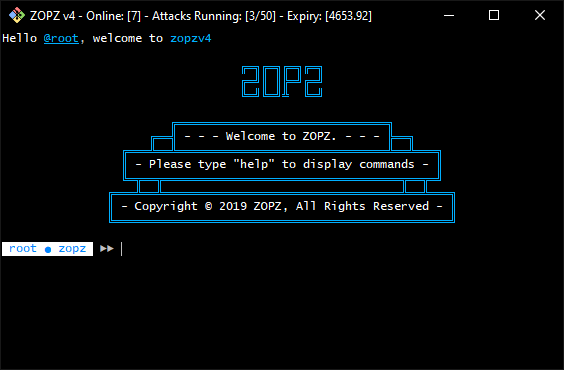 ZOPZ v4 - Online: [7] - Attacks Running: [3/50] - Expiry: [4653.92]
Hello @root, welcome to zopzv4
ZOPZ
- - - Welcome to ZOPZ. - - -
- Please type "help" to display commands -
- Copyright © 2019 ZOPZ, All Rights Reserved -
root ● zopz ►►